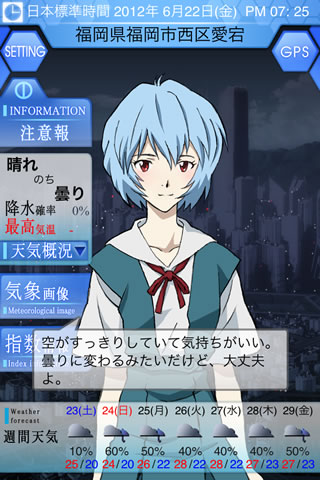 日本標準時間 2012年 6月22日(金) PM 07:25
SETTING
福岡県福岡市西区愛宕
GPS
INFORMATION
注意報
晴れ
のち
曇り
降水確率 0%
最高気温 -
天気概況
気象画像
Meteorological image
指数情
Index i
空がすっきりしていて気持ちがいい。
曇りに変わるみたいだけど、大丈夫
よ。
Weather
forecast
週間天気
23(土) 24(日) 25(月) 26(火) 27(水) 28(木) 29(金)
10% 60% 50% 40% 40% 40% 50%
25/20 24/20 26/20 22/18 23/22 28/23 27/23